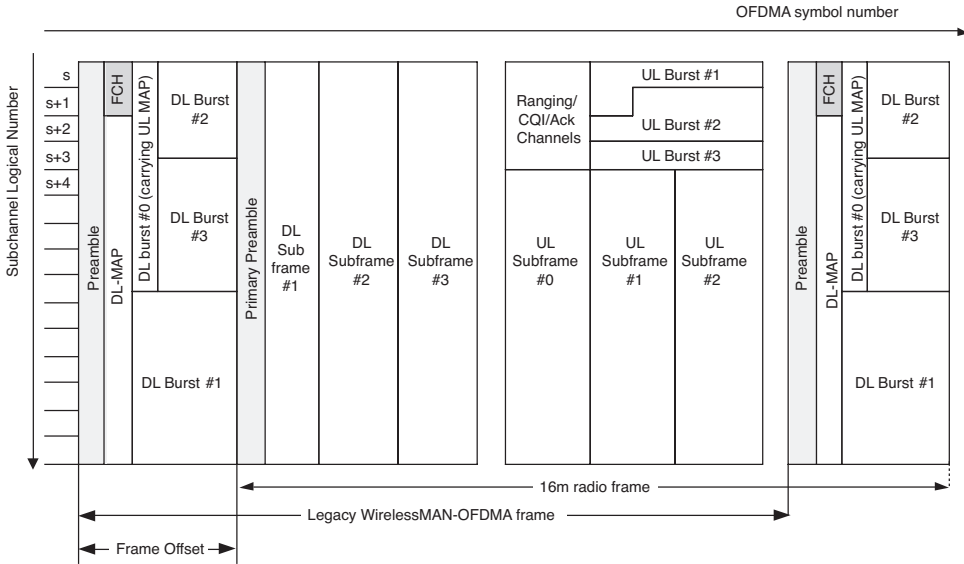 OFDMA symbol number
Subchannel Logical Number
s
s+1
s+2
s+3
s+4
Preamble
FCH
DL-MAP
DL burst #0 (carrying UL MAP)
DL Burst
#2
DL Burst
#3
DL Burst #1
Primary Preamble
DL
Sub
frame
#1
DL
Subframe
#2
DL
Subframe
#3
Ranging/
CQI/Ack
Channels
UL Burst #1
UL Burst #2
UL Burst #3
UL
Subframe
#0
UL
Subframe
#1
UL
Subframe
#2
Preamble
FCH
DL-MAP
DL burst #0 (carrying UL MAP)
DL Burst
#2
DL Burst
#3
DL Burst #1
16m radio frame
Legacy WirelessMAN-OFDMA frame
Frame Offset